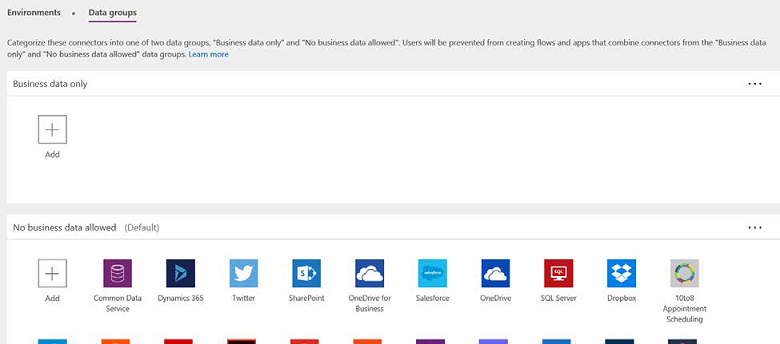 Environments • Data groups
Categorize these connectors into one of two data groups, "Business data only" and "No business data allowed". Users will be prevented from creating flows and apps that combine connectors from the "Business data
only" and "No business data allowed" data groups. Learn more
Business data only
Add
No business data allowed (Default)
salesforce SQL
Add Common Data Service Dynamics 365 Twitter SharePoint OneDrive for Business Salesforce OneDrive SQL Server Dropbox 10to8 Appointment Scheduling